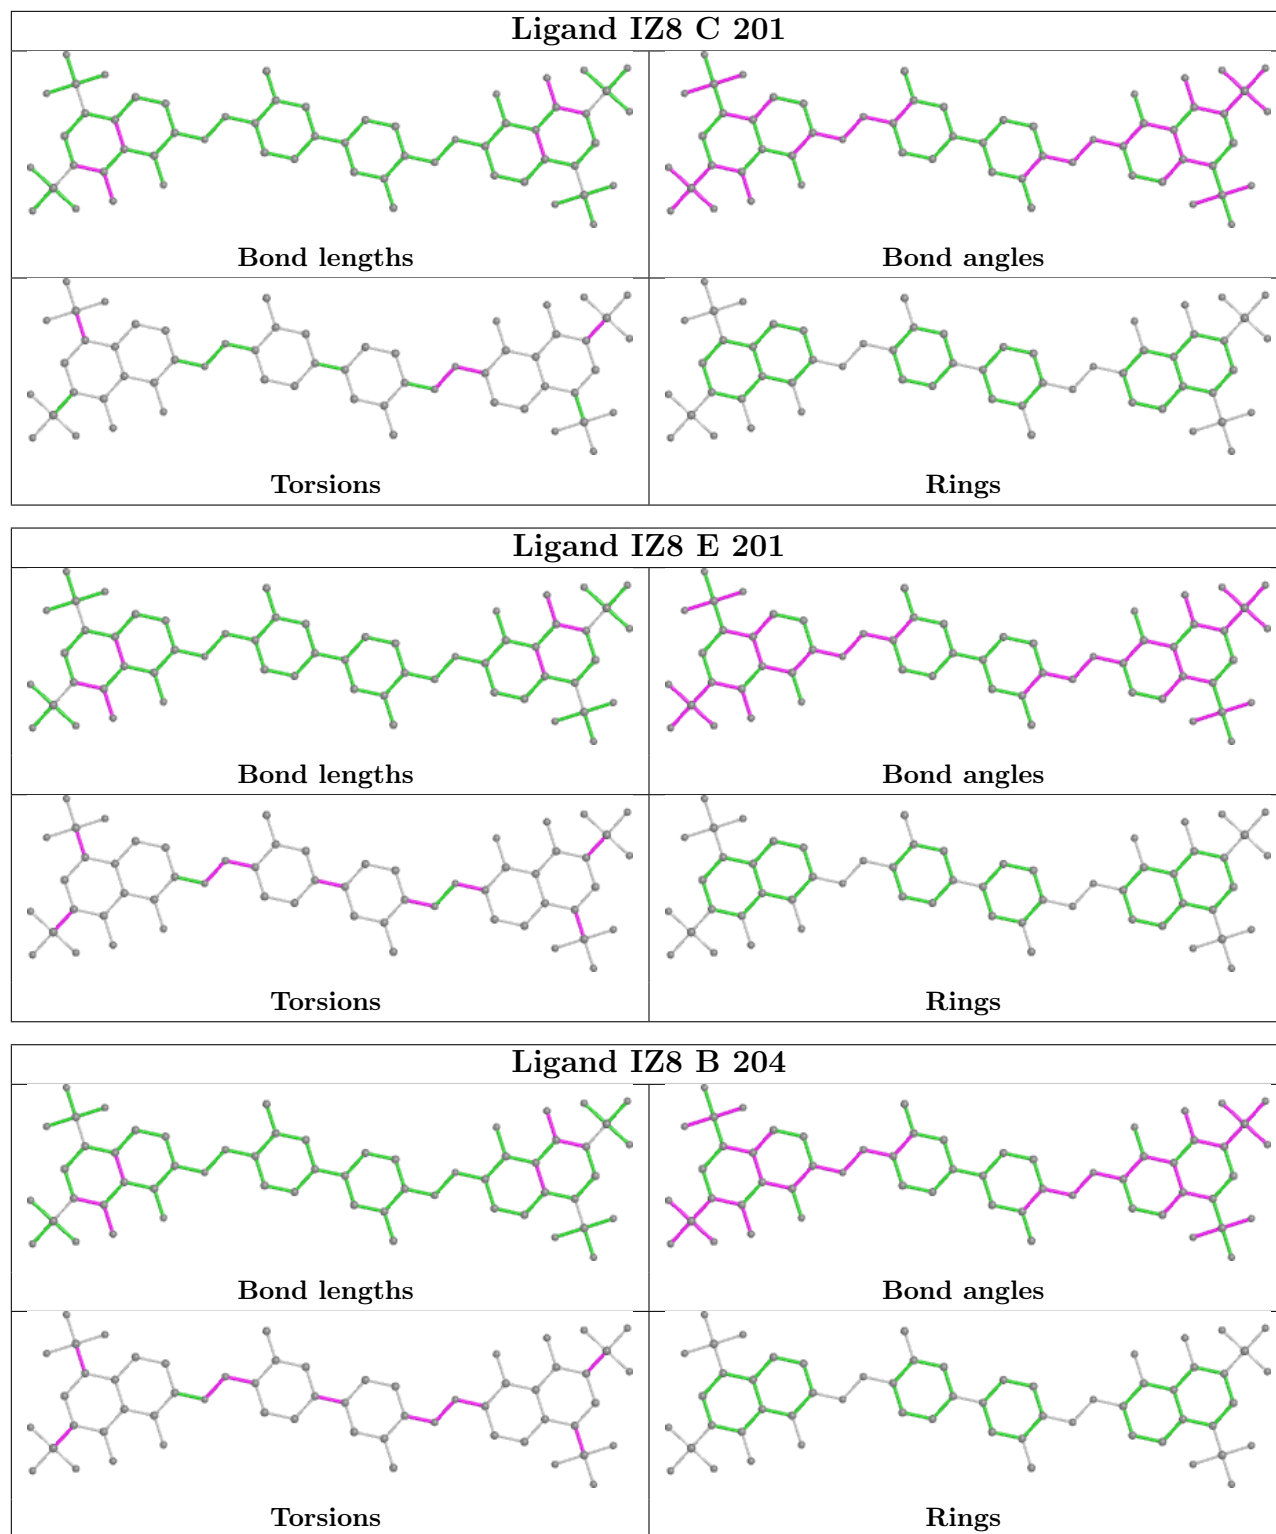 Ligand IZ8 C 201
Bond lengths
Bond angles
Torsions
Rings
Ligand IZ8 E 201
Bond lengths
Bond angles
Torsions
Rings
Ligand IZ8 B 204
Bond lengths
Bond angles
Torsions
Rings